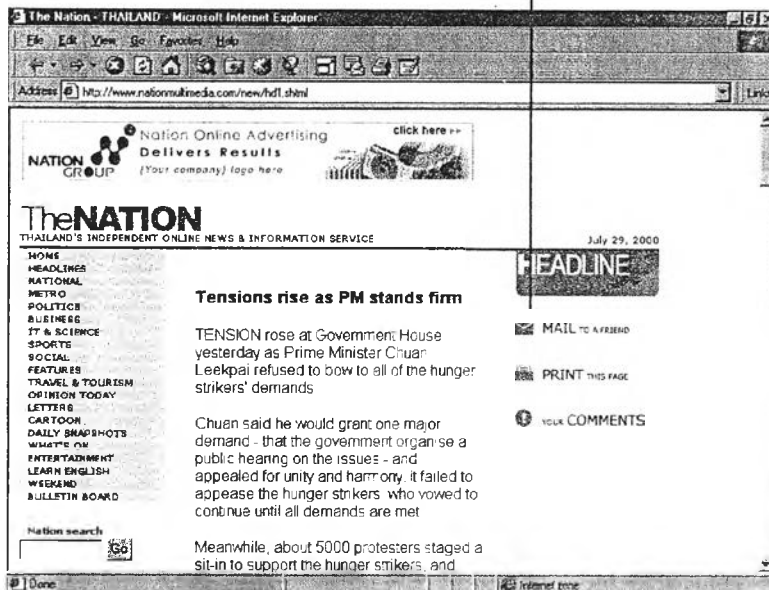 The Nation - THAILAND - Microsoft Internet Explorer
File Edit View Go Favorites Help
Address http://www.nationmultimedia.com/new/hd1.shtml Links
NATION GROUP
Nation Online Advertising
Delivers Results
(Your company) logo here
click here
TheNATION
THAILAND'S INDEPENDENT ONLINE NEWS & INFORMATION SERVICE
July 29, 2000
HOME
HEADLINES
NATIONAL
METRO
POLITICS
BUSINESS
IT & SCIENCE
SPORTS
SOCIAL
FEATURES
TRAVEL & TOURISM
OPINION TODAY
LETTERS
CARTOON
DAILY SNAPSHOTS
WHAT'S ON
ENTERTAINMENT
LEARN ENGLISH
WEEKEND
BULLETIN BOARD
Nation search
Go
Tensions rise as PM stands firm
TENSION rose at Government House
yesterday as Prime Minister Chuan
Leekpai refused to bow to all of the hunger
strikers' demands
Chuan said he would grant one major
demand - that the government organise a
public hearing on the issues - and
appealed for unity and harmony. it failed to
appease the hunger strikers, who vowed to
continue until all demands are met
Meanwhile, about 5000 protesters staged a
sit-in to support the hunger strikers, and
HEADLINE
MAIL TO A FRIEND
PRINT THIS PAGE
YOUR COMMENTS
Done
Internet zone